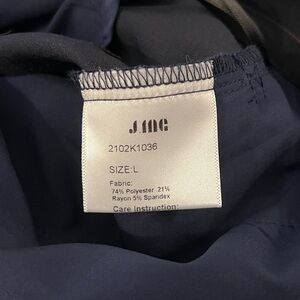 J.ING
2102K1036
SIZE:L
Fabric:
74% Polyester 21%
Rayon 5% Spandex
Care Instruction: